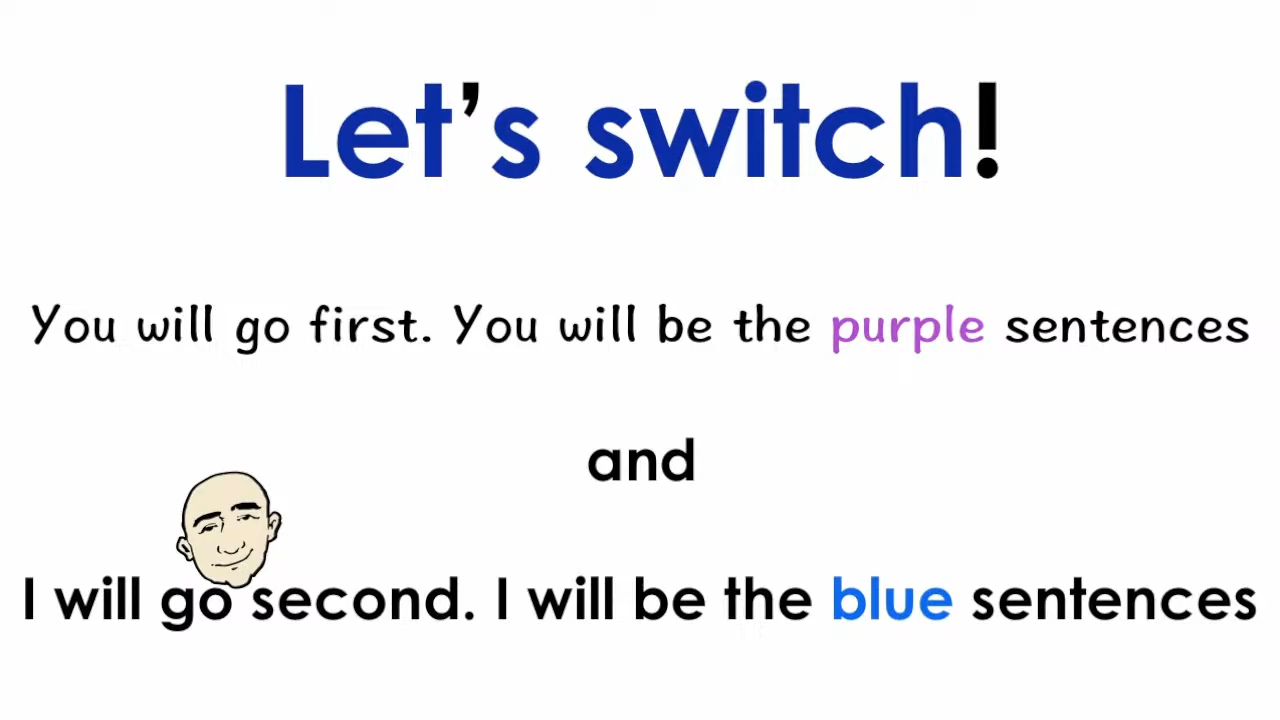 Let's switch!
You will go first. You will be the purple sentences
and
I will go second. I will be the blue sentences